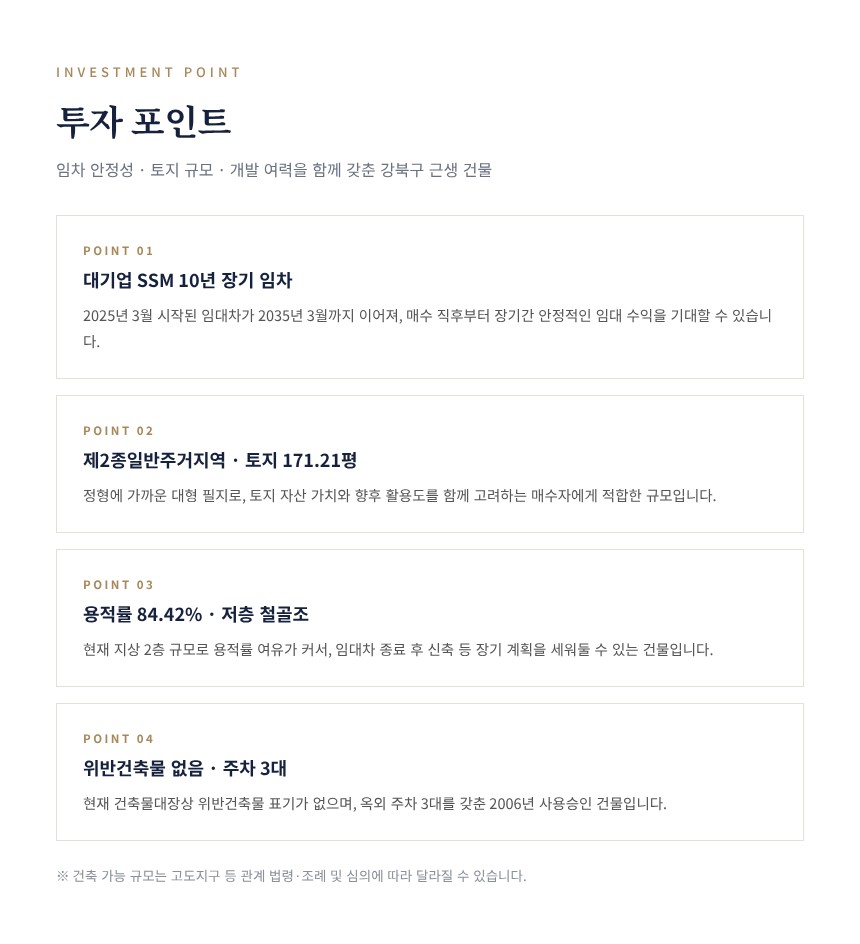 INVESTMENT POINT
투자 포인트
임차 안정성 · 토지 규모 · 개발 여력을 함께 갖춘 강북구 근생 건물
POINT 01
대기업 SSM 10년 장기 임차
2025년 3월 시작된 임대차가 2035년 3월까지 이어져, 매수 직후부터 장기간 안정적인 임대 수익을 기대할 수 있습니
다.
POINT 02
제2종일반주거지역 · 토지 171.21평
정형에 가까운 대형 필지로, 토지 자산 가치와 향후 활용도를 함께 고려하는 매수자에게 적합한 규모입니다.
POINT 03
용적률 84.42% · 저층 철골조
현재 지상 2층 규모로 용적률 여유가 커서, 임대차 종료 후 신축 등 장기 계획을 세워둘 수 있는 건물입니다.
POINT 04
위반건축물 없음 · 주차 3대
현재 건축물대장상 위반건축물 표기가 없으며, 옥외 주차 3대를 갖춘 2006년 사용승인 건물입니다.
※ 건축 가능 규모는 고도지구 등 관계 법령·조례 및 심의에 따라 달라질 수 있습니다.